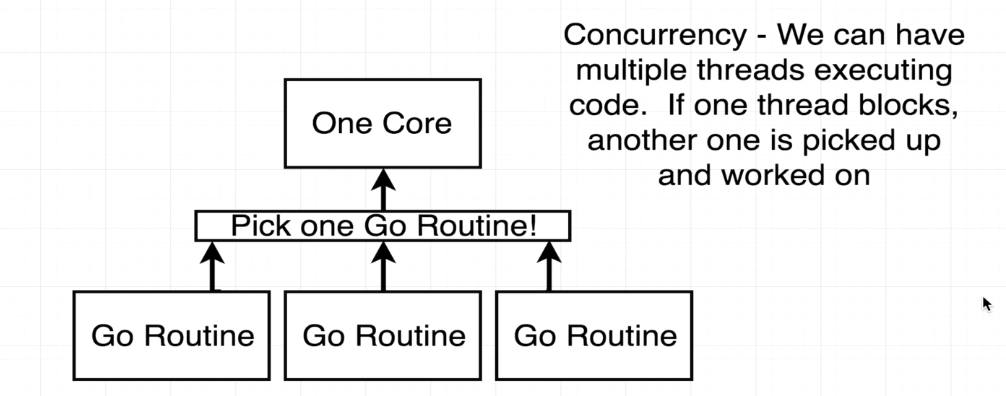 Concurrency - We can have
multiple threads executing
code.  If one thread blocks,
another one is picked up
and worked on
One Core
Pick one Go Routine!
Go Routine
Go Routine
Go Routine